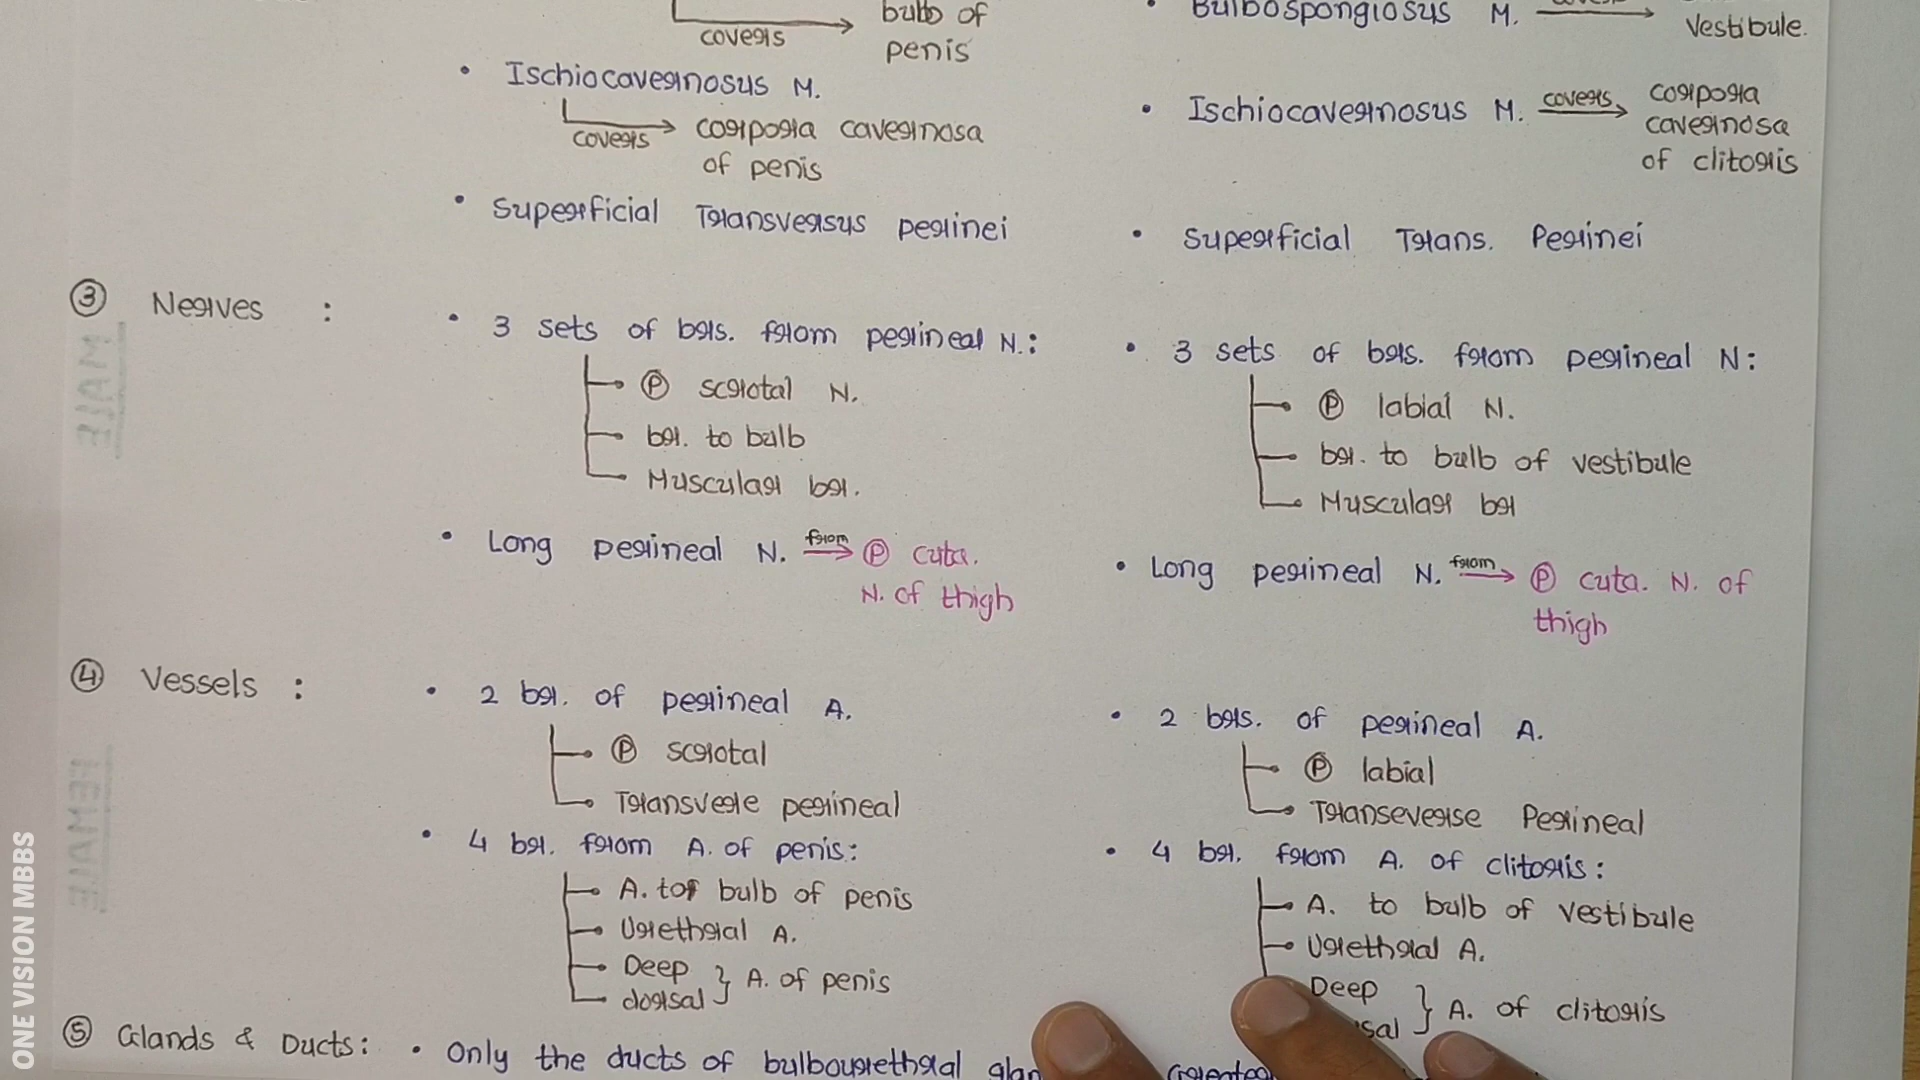 bulb of
covers
penis
• Ischiocavernosus M.
covers corpora cavernosa
of penis
• Superficial Transversus perinei
• Bulbospongiosus M.
Vestibule.
• Ischiocavernosus M. covers corpora
cavernosa
of clitoris
• Superficial Trans. Perinei
③ Nerves :
• 3 sets of brs. from perineal N.:
Ⓟ scrotal N.
br. to bulb
Muscular br.
• Long perineal N. from Ⓟ cuta.
N. of thigh
• 3 sets of brs. from perineal N:
Ⓟ labial N.
br. to bulb of vestibule
Muscular br
• Long perineal N. from Ⓟ cuta. N. of
thigh
④ Vessels :
• 2 br. of perineal A.
Ⓟ scrotal
perineal
• 4 br. from A. of penis:
A. to bulb of penis
Urethral A.
Deep
dorsal } A. of penis
• 2 brs. of perineal A.
Ⓟ labial
Transeverse Perineal
• 4 br. from A. of clitoris:
A. to bulb of vestibule
Urethral A.
Deep
} A. of clitoris
⑤ Glands & Ducts: • Only the ducts of bulbourethral
MALE
FEMALE
ONE VISION MBBS